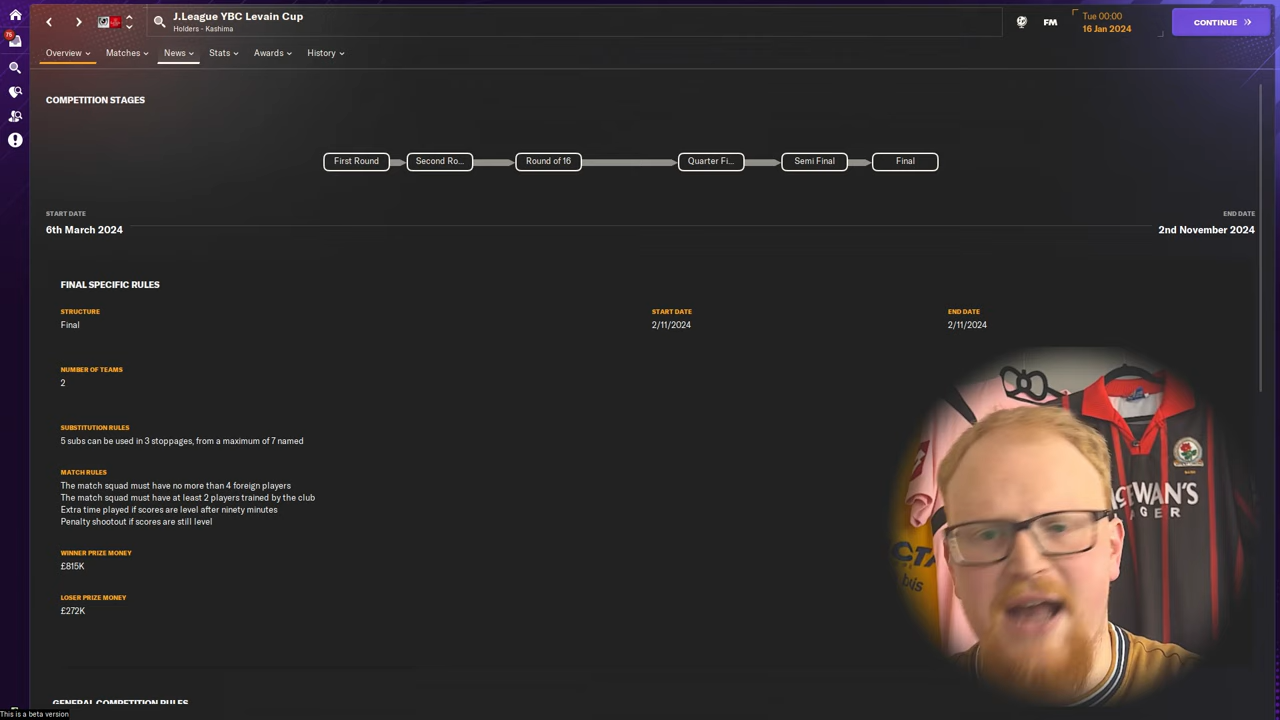 J.League YBC Levain Cup
Holders - Kashima
FM
Tue 00:00
16 Jan 2024
CONTINUE
76
Overview
Matches
News
Stats
Awards
History
COMPETITION STAGES
First Round
Second Ro...
Round of 16
Quarter Fi...
Semi Final
Final
START DATE
END DATE
6th March 2024
2nd November 2024
FINAL SPECIFIC RULES
STRUCTURE
START DATE
END DATE
Final
2/11/2024
2/11/2024
NUMBER OF TEAMS
2
SUBSTITUTION RULES
5 subs can be used in 3 stoppages, from a maximum of 7 named
MATCH RULES
The match squad must have no more than 4 foreign players
The match squad must have at least 2 players trained by the club
Extra time played if scores are level after ninety minutes
Penalty shootout if scores are still level
WINNER PRIZE MONEY
£815K
LOSER PRIZE MONEY
£272K
McEWAN'S
LAGER
GENERAL COMPETITION RULES
This is a beta version